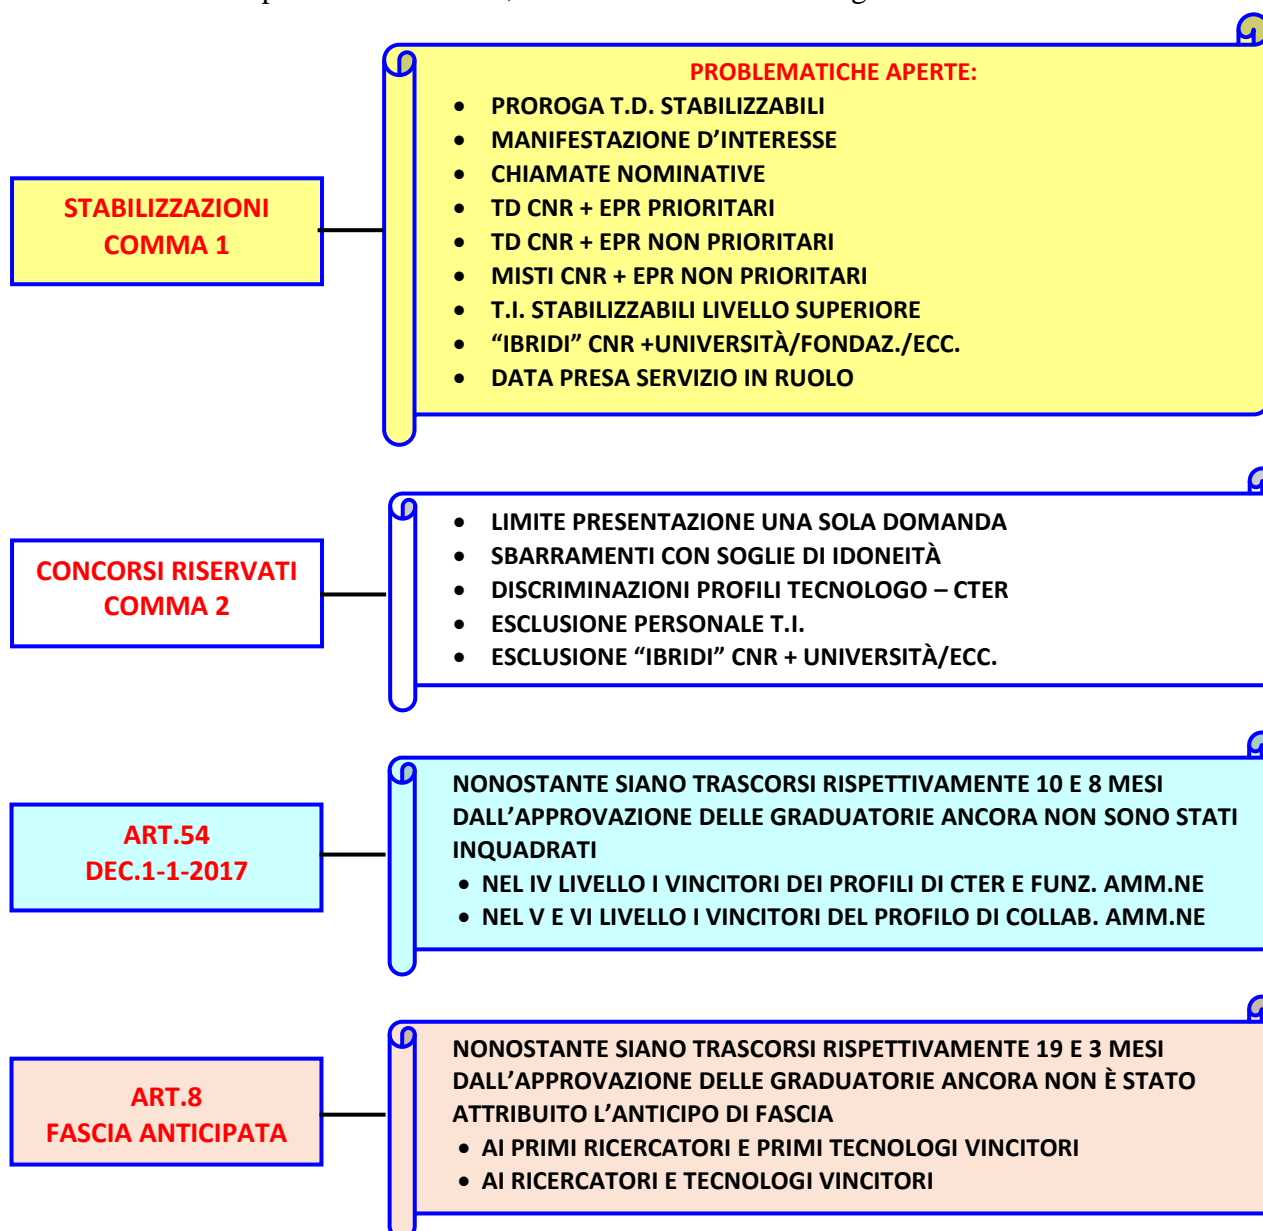 PROBLEMATICHE APERTE:
• PROROGA T.D. STABILIZZABILI
• MANIFESTAZIONE D’INTERESSE
• CHIAMATE NOMINATIVE
• TD CNR + EPR PRIORITARI
• TD CNR + EPR NON PRIORITARI
• MISTI CNR + EPR NON PRIORITARI
• T.I. STABILIZZABILI LIVELLO SUPERIORE
• “IBRIDI” CNR +UNIVERSITÀ/FONDAZ./ECC.
• DATA PRESA SERVIZIO IN RUOLO
STABILIZZAZIONI
COMMA 1
• LIMITE PRESENTAZIONE UNA SOLA DOMANDA
• SBARRAMENTI CON SOGLIE DI IDONEITÀ
• DISCRIMINAZIONI PROFILI TECNOLOGO – CTER
• ESCLUSIONE PERSONALE T.I.
• ESCLUSIONE “IBRIDI” CNR + UNIVERSITÀ/ECC.
CONCORSI RISERVATI
COMMA 2
NONOSTANTE SIANO TRASCORSI RISPETTIVAMENTE 10 E 8 MESI
DALL’APPROVAZIONE DELLE GRADUATORIE ANCORA NON SONO STATI
INQUADRATI
• NEL IV LIVELLO I VINCITORI DEI PROFILI DI CTER E FUNZ. AMM.NE
• NEL V E VI LIVELLO I VINCITORI DEL PROFILO DI COLLAB. AMM.NE
ART.54
DEC.1-1-2017
NONOSTANTE SIANO TRASCORSI RISPETTIVAMENTE 19 E 3 MESI
DALL’APPROVAZIONE DELLE GRADUATORIE ANCORA NON È STATO
ATTRIBUITO L’ANTICIPO DI FASCIA
• AI PRIMI RICERCATORI E PRIMI TECNOLOGI VINCITORI
• AI RICERCATORI E TECNOLOGI VINCITORI
ART.8
FASCIA ANTICIPATA